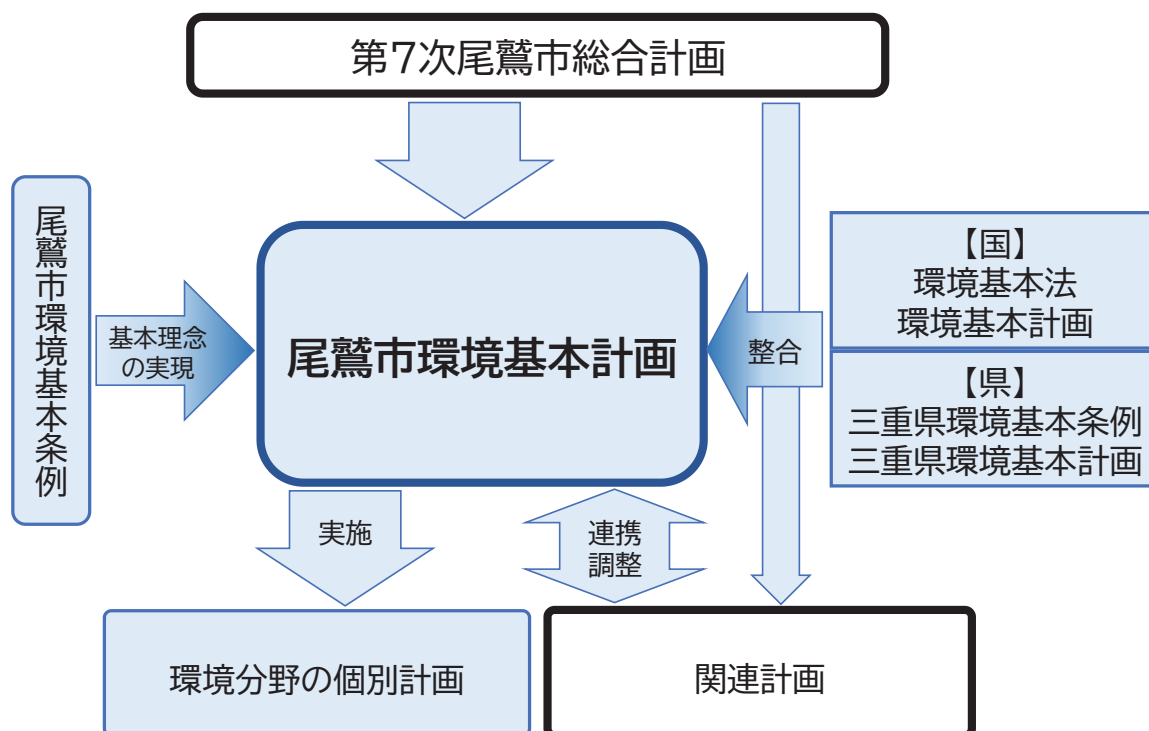 第7次尾鷲市総合計画
尾鷲市環境基本条例
基本理念
の実現
尾鷲市環境基本計画
整合
【国】
環境基本法
環境基本計画
【県】
三重県環境基本条例
三重県環境基本計画
実施
連携
調整
環境分野の個別計画
関連計画